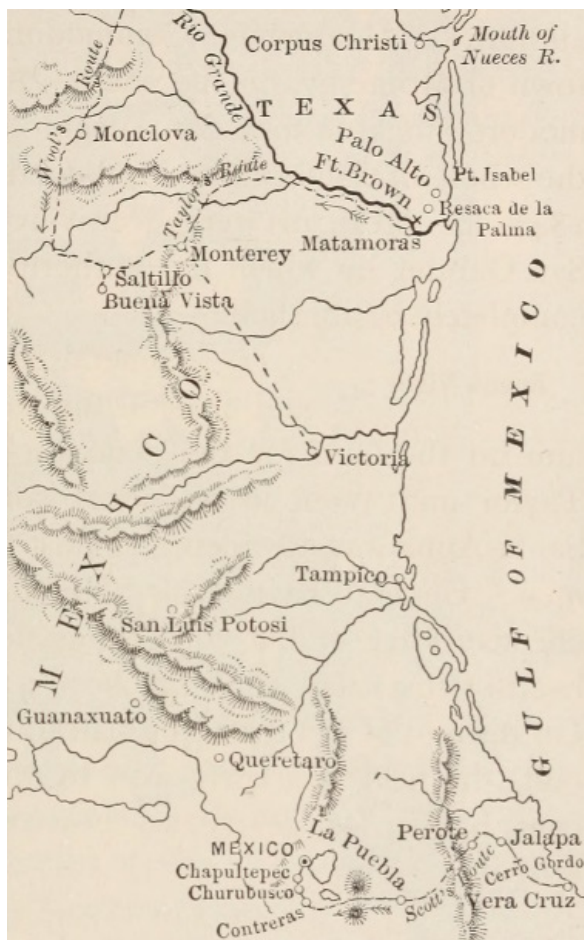 Corpus Christi
Mouth of
Nueces R.
Rio Grande
TEXAS
Wool's Route
Monclova
Palo Alto
Ft. Brown
Pt. Isabel
Taylor's Route
Resaca de la
Palma
Matamoras
Monterey
Saltillo
Buena Vista
GULF OF MEXICO
MEXICO
Victoria
Tampico
San Luis Potosi
Guanaxuato
Queretaro
La Puebla
Perote
Jalapa
MEXICO
Chapultepec
Churubusco
Contreras
Scott's Route
Cerro Gordo
Vera Cruz